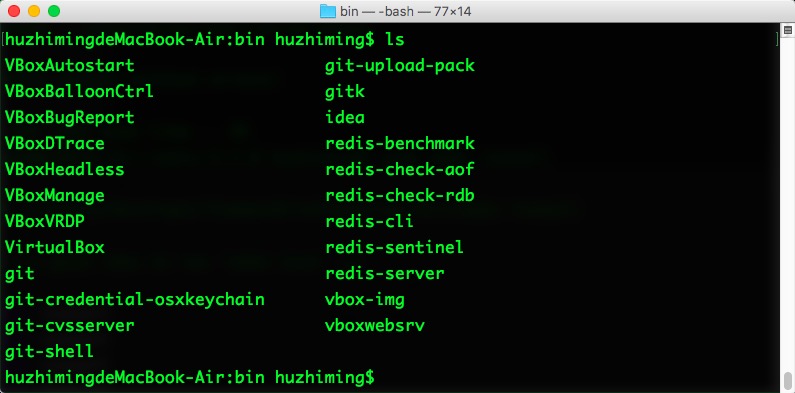 bin — -bash — 77×14
huzhimingdeMacBook-Air:bin huzhiming$ ls
VBoxAutostart git-upload-pack
VBoxBalloonCtrl gitk
VBoxBugReport idea
VBoxDTrace redis-benchmark
VBoxHeadless redis-check-aof
VBoxManage redis-check-rdb
VBoxVRDP redis-cli
VirtualBox redis-sentinel
git redis-server
git-credential-osxkeychain vbox-img
git-cvsserver vboxwebsrv
git-shell
huzhimingdeMacBook-Air:bin huzhiming$